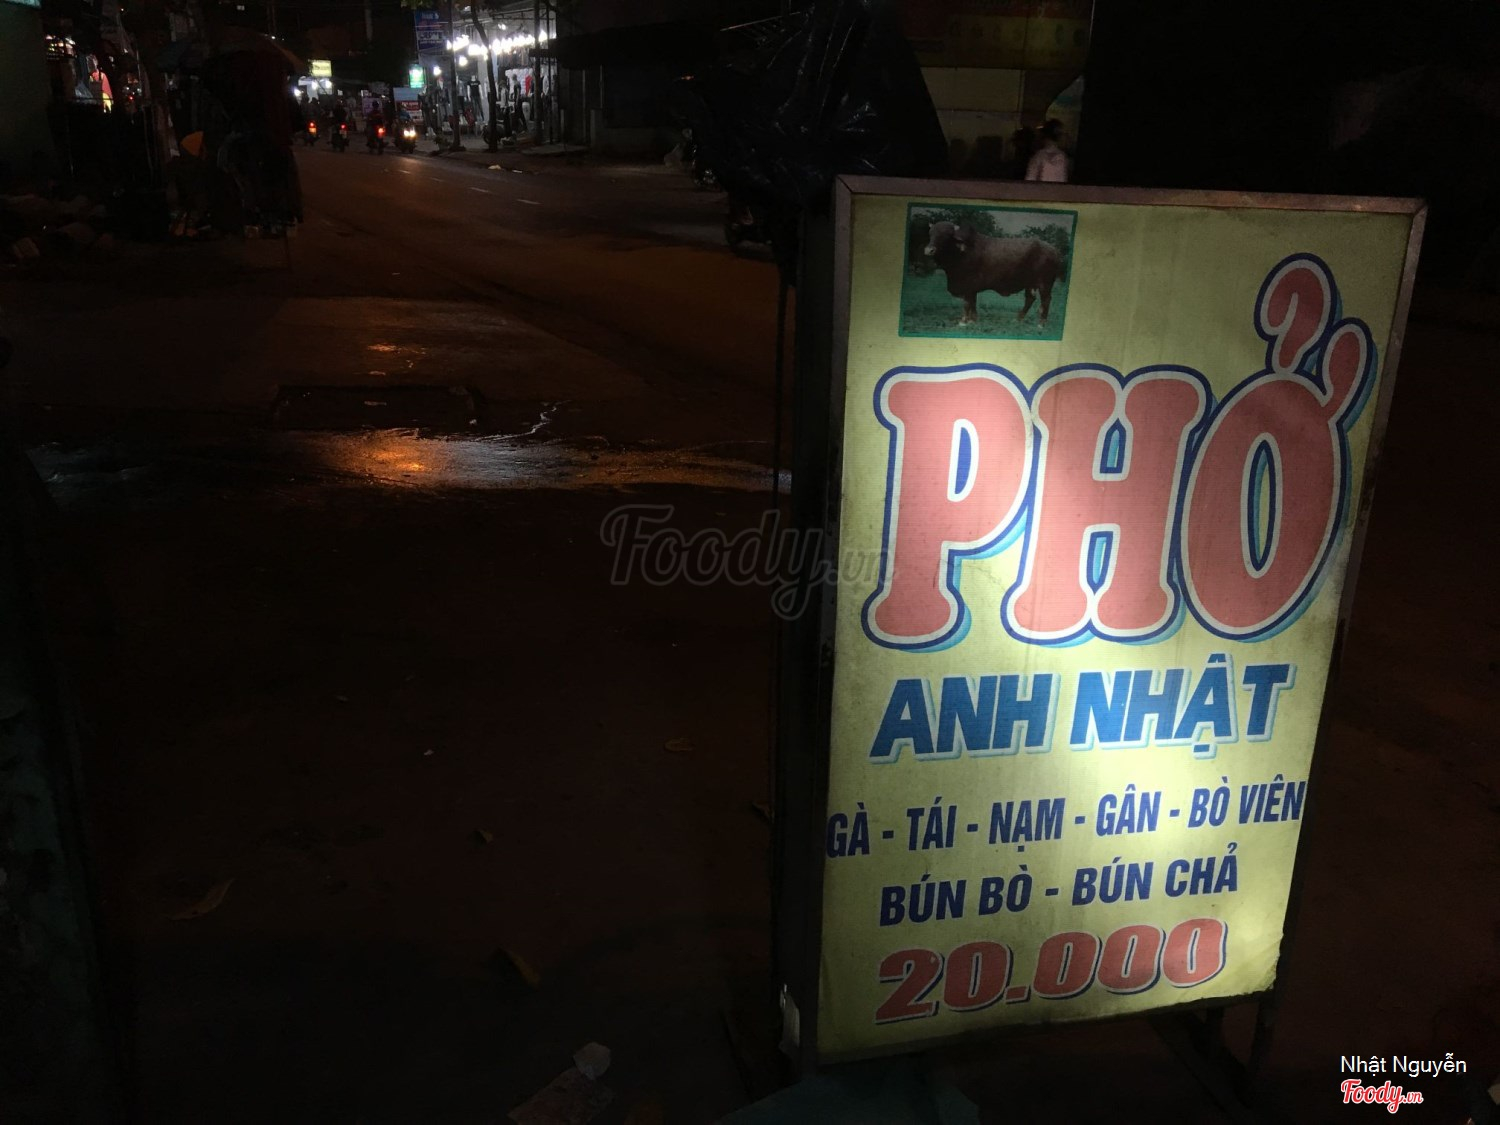 PHỞ
ANH NHẬT
GÀ - TÁI - NẠM - GÂN - BÒ VIÊN
BÚN BÒ - BÚN CHẢ
20.000
Foody.vn
Nhật Nguyễn
Foody.vn